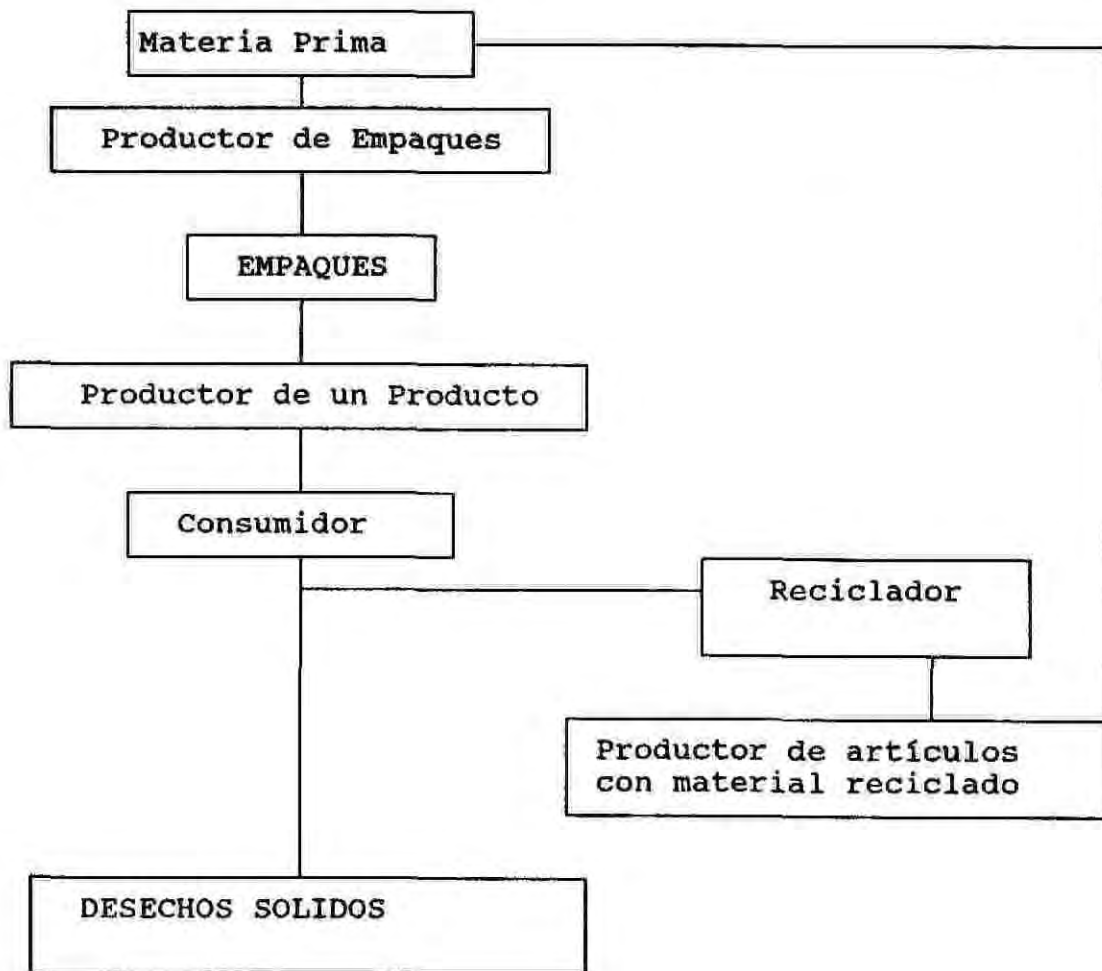 Materia Prima
Productor de Empaques
EMPAQUES
Productor de un Producto
Consumidor
Reciclador
Productor de artículos
con material reciclado
DESECHOS SOLIDOS